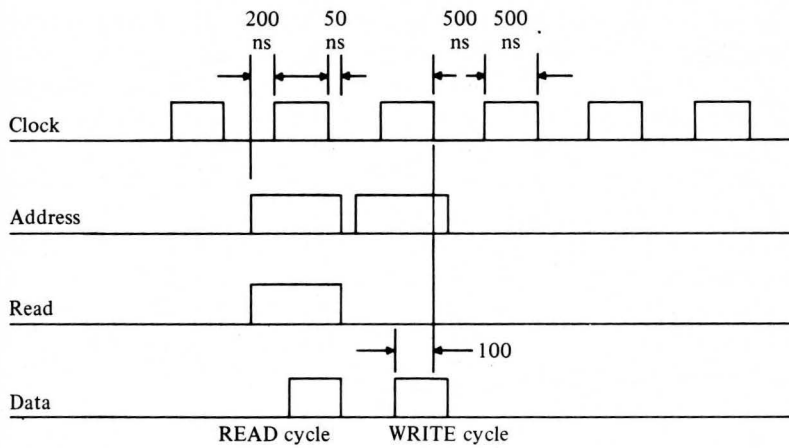 200 50 500 500
ns ns ns ns
Clock
Address
Read
100
Data
READ cycle WRITE cycle